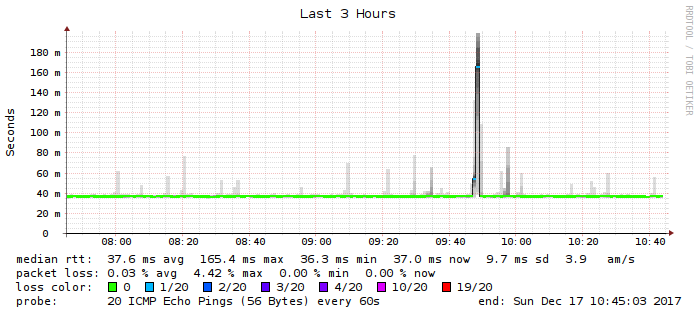 Last 3 Hours
RRDTOOL / TOBI OETIKER
Seconds
180 m
160 m
140 m
120 m
100 m
80 m
60 m
40 m
20 m
0
08:00 08:20 08:40 09:00 09:20 09:40 10:00 10:20 10:40
median rtt: 37.6 ms avg 165.4 ms max 36.3 ms min 37.0 ms now 9.7 ms sd 3.9 am/s
packet loss: 0.03 % avg 4.42 % max 0.00 % min 0.00 % now
loss color: 0 1/20 2/20 3/20 4/20 10/20 19/20
probe: 20 ICMP Echo Pings (56 Bytes) every 60s end: Sun Dec 17 10:45:03 2017